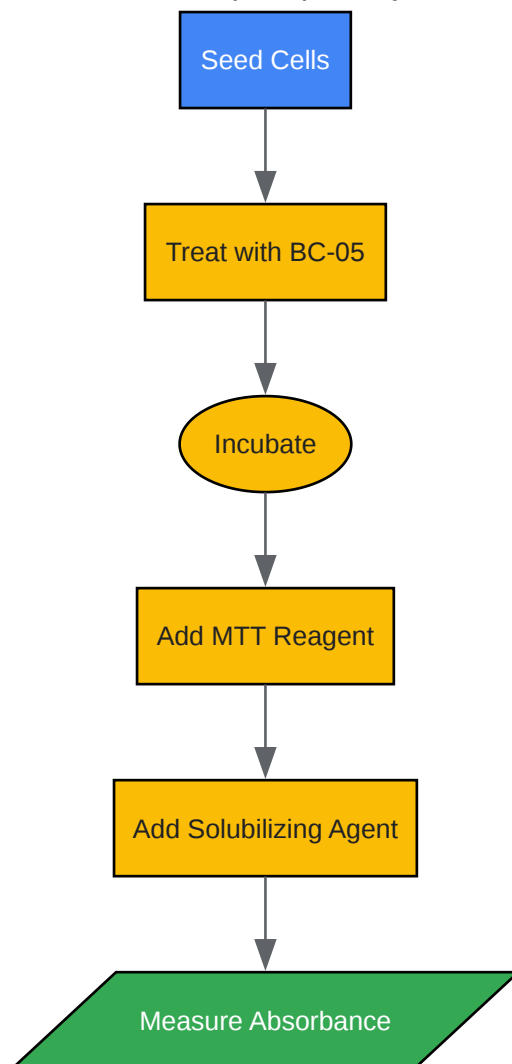 Seed Cells
Treat with BC-05
Incubate
Add MTT Reagent
Add Solubilizing Agent
Measure Absorbance